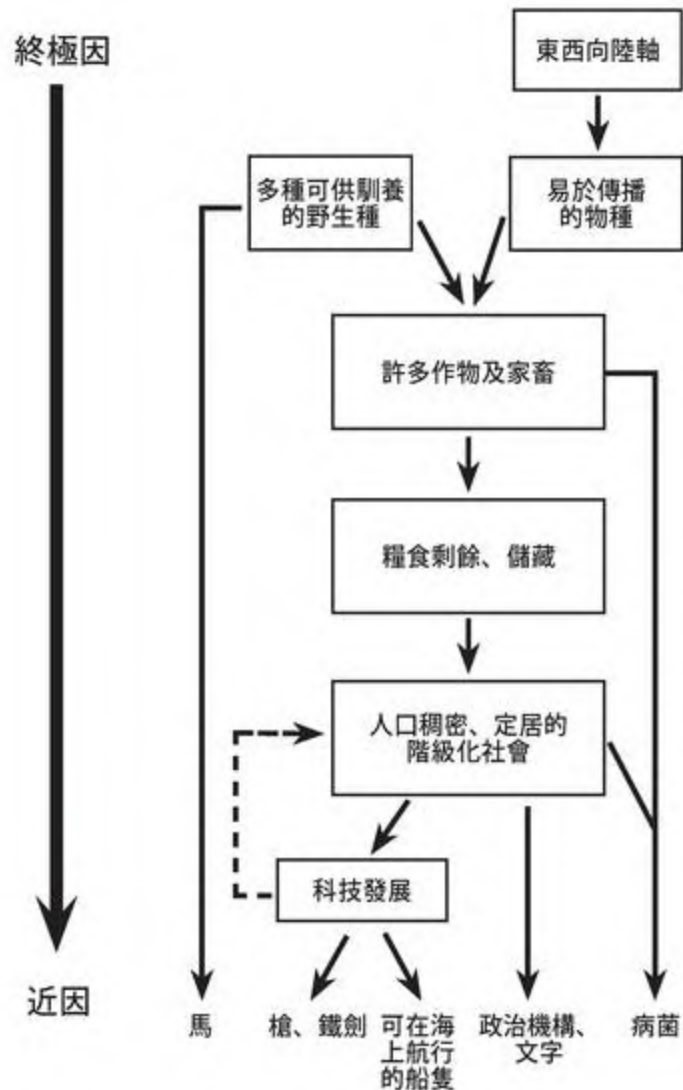 終極因
東西向陸軸
多種可供馴養
的野生種
易於傳播
的物種
許多作物及家畜
糧食剩餘、儲藏
人口稠密、定居的
階級化社會
科技發展
近因
馬
槍、鐵劍
可在海
上航行
的船隻
政治機構、
文字
病菌